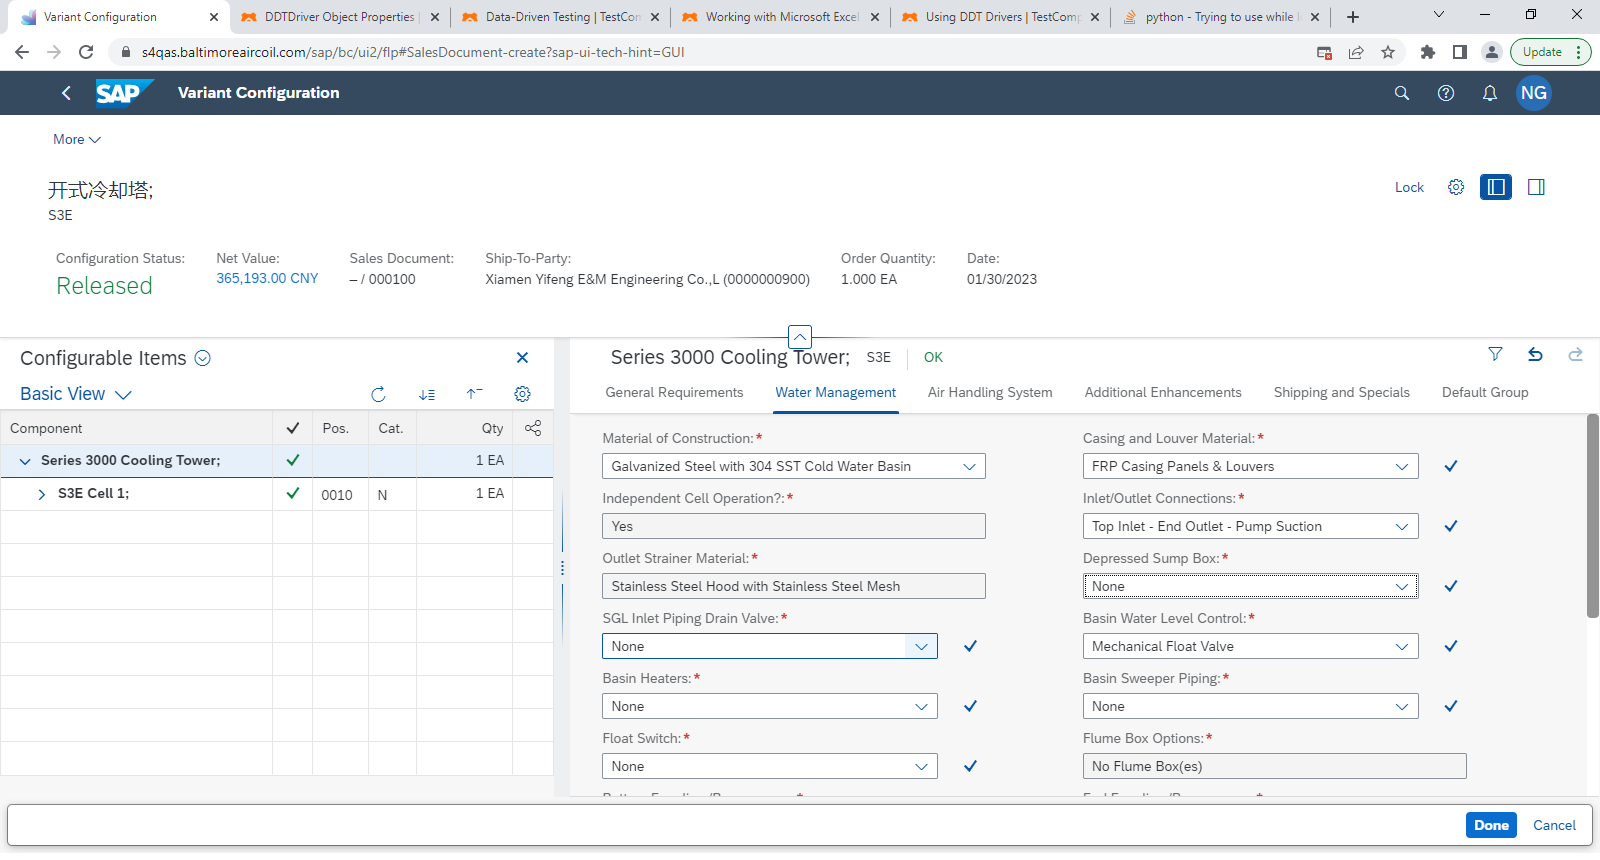 Variant Configuration
DDTDriver Object Properties
Data-Driven Testing | TestCom
Working with Microsoft Excel
Using DDT Drivers | TestComp
python - Trying to use while l
s4qas.baltimoreaircoil.com/sap/bc/ui2/flp#SalesDocument-create?sap-ui-tech-hint=GUI
Update
SAP
Variant Configuration
NG
More
开式冷却塔;
S3E
Lock
Configuration Status:
Net Value:
Sales Document:
Ship-To-Party:
Order Quantity:
Date:
Released
365,193.00 CNY
– / 000100
Xiamen Yifeng E&M Engineering Co.,L (0000000900)
1.000 EA
01/30/2023
Configurable Items
Series 3000 Cooling Tower;
S3E
OK
Basic View
General Requirements
Water Management
Air Handling System
Additional Enhancements
Shipping and Specials
Default Group
Component
Pos.
Cat.
Qty
Series 3000 Cooling Tower;
1 EA
S3E Cell 1;
0010
N
1 EA
Material of Construction:*
Casing and Louver Material:*
Galvanized Steel with 304 SST Cold Water Basin
FRP Casing Panels & Louvers
Independent Cell Operation?:*
Inlet/Outlet Connections:*
Yes
Top Inlet - End Outlet - Pump Suction
Outlet Strainer Material:*
Depressed Sump Box:*
Stainless Steel Hood with Stainless Steel Mesh
None
SGL Inlet Piping Drain Valve:*
Basin Water Level Control:*
None
Mechanical Float Valve
Basin Heaters:*
Basin Sweeper Piping:*
None
None
Float Switch:*
Flume Box Options:*
None
No Flume Box(es)
Done
Cancel